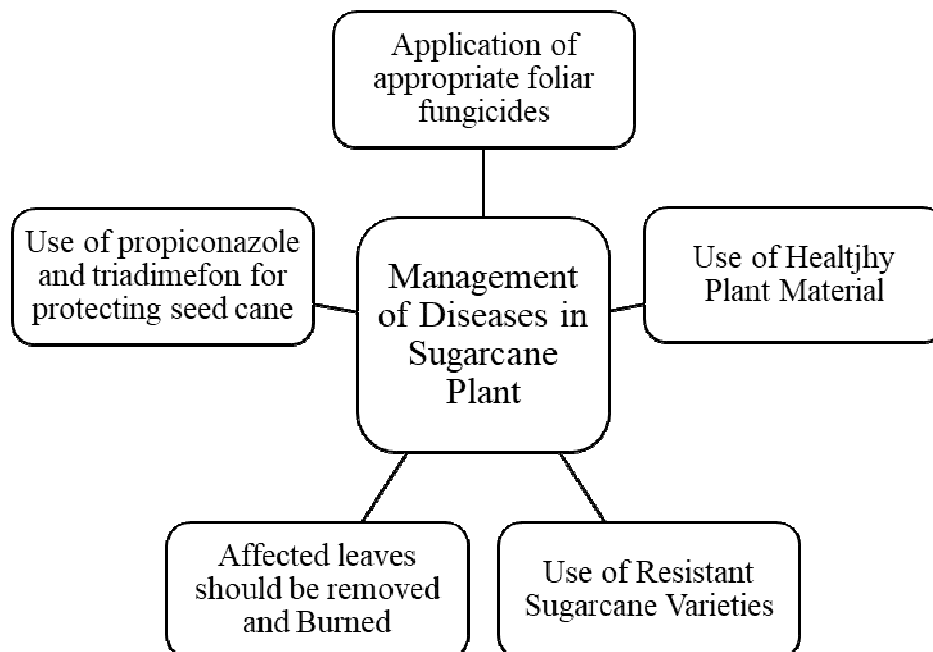 Application of
appropriate foliar
fungicides
Use of propiconazole
and triadimefon for
protecting seed cane
Management
of Diseases in
Sugarcane
Plant
Use of Healtjhy
Plant Material
Affected leaves
should be removed
and Burned
Use of Resistant
Sugarcane Varieties